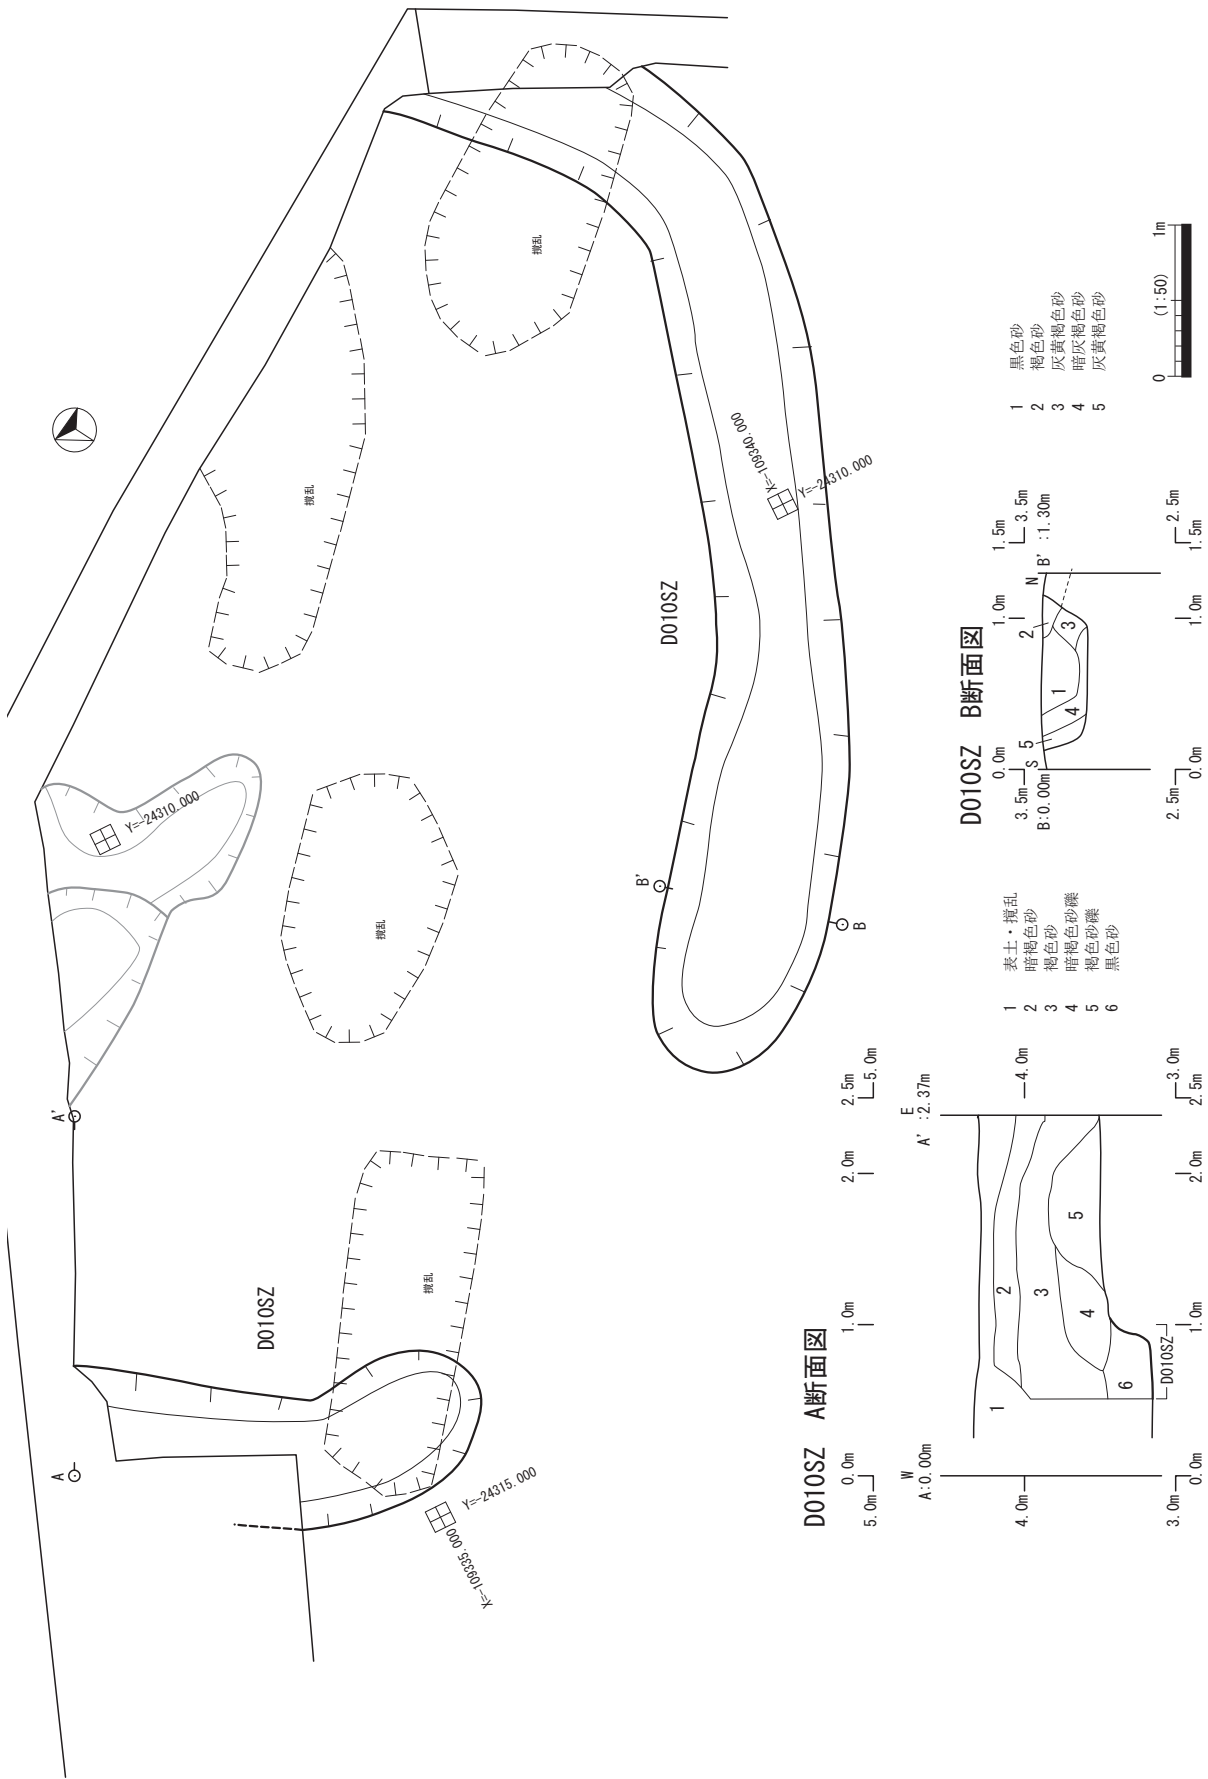 搅乱
搅乱
搅乱
搅乱
D010SZ
D010SZ
Y=-24310.000
X=-109340.000
Y=-24310.000
X=-109335.000
Y=-24315.000
A
A'
B
B'
D010SZ A断面図
0.0m
1.0m
2.0m
2.5m
5.0m
5.0m
W
A:0.00m
E
A' :2.37m
4.0m
4.0m
1
2
3
4
5
6
D010SZ
3.0m
3.0m
0.0m
1.0m
2.0m
2.5m
1 表土・撹乱
2 暗褐色砂
3 褐色砂
4 暗褐色砂礫
5 褐色砂礫
6 黒色砂
D010SZ B断面図
0.0m
1.0m
1.5m
3.5m
3.5m
B:0.00m
S
N
B' :1.30m
5
4
1
2
3
2.5m
2.5m
0.0m
1.0m
1.5m
1 黒色砂
2 褐色砂
3 灰黄褐色砂
4 暗灰褐色砂
5 灰黄褐色砂
0
(1:50)
1m